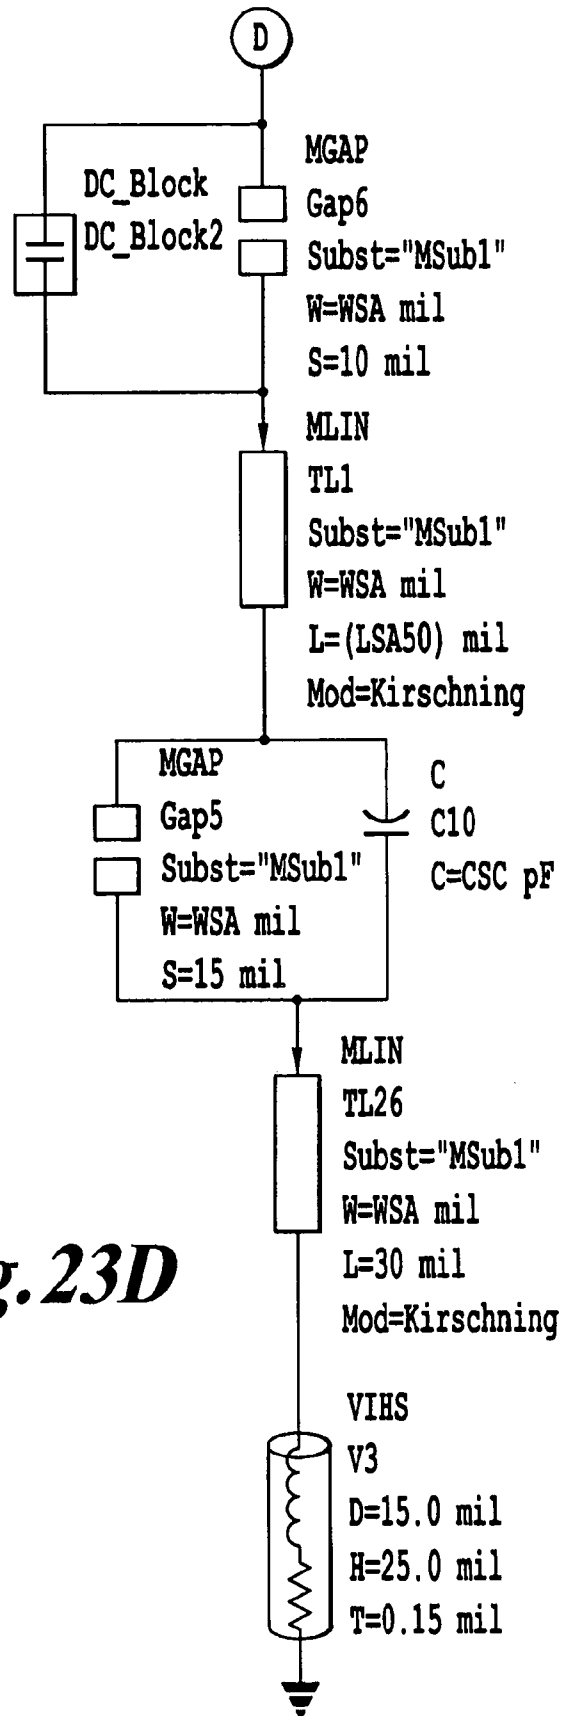 D
DC_Block
DC_Block2
MGAP
Gap6
Subst="MSub1"
W=WSA mil
S=10 mil
MLIN
TL1
Subst="MSub1"
W=WSA mil
L=(LSA50) mil
Mod=Kirschning
MGAP
Gap5
Subst="MSub1"
W=WSA mil
S=15 mil
C
C10
C=CSC pF
MLIN
TL26
Subst="MSub1"
W=WSA mil
L=30 mil
Mod=Kirschning
g.23D
VIHS
V3
D=15.0 mil
H=25.0 mil
T=0.15 mil